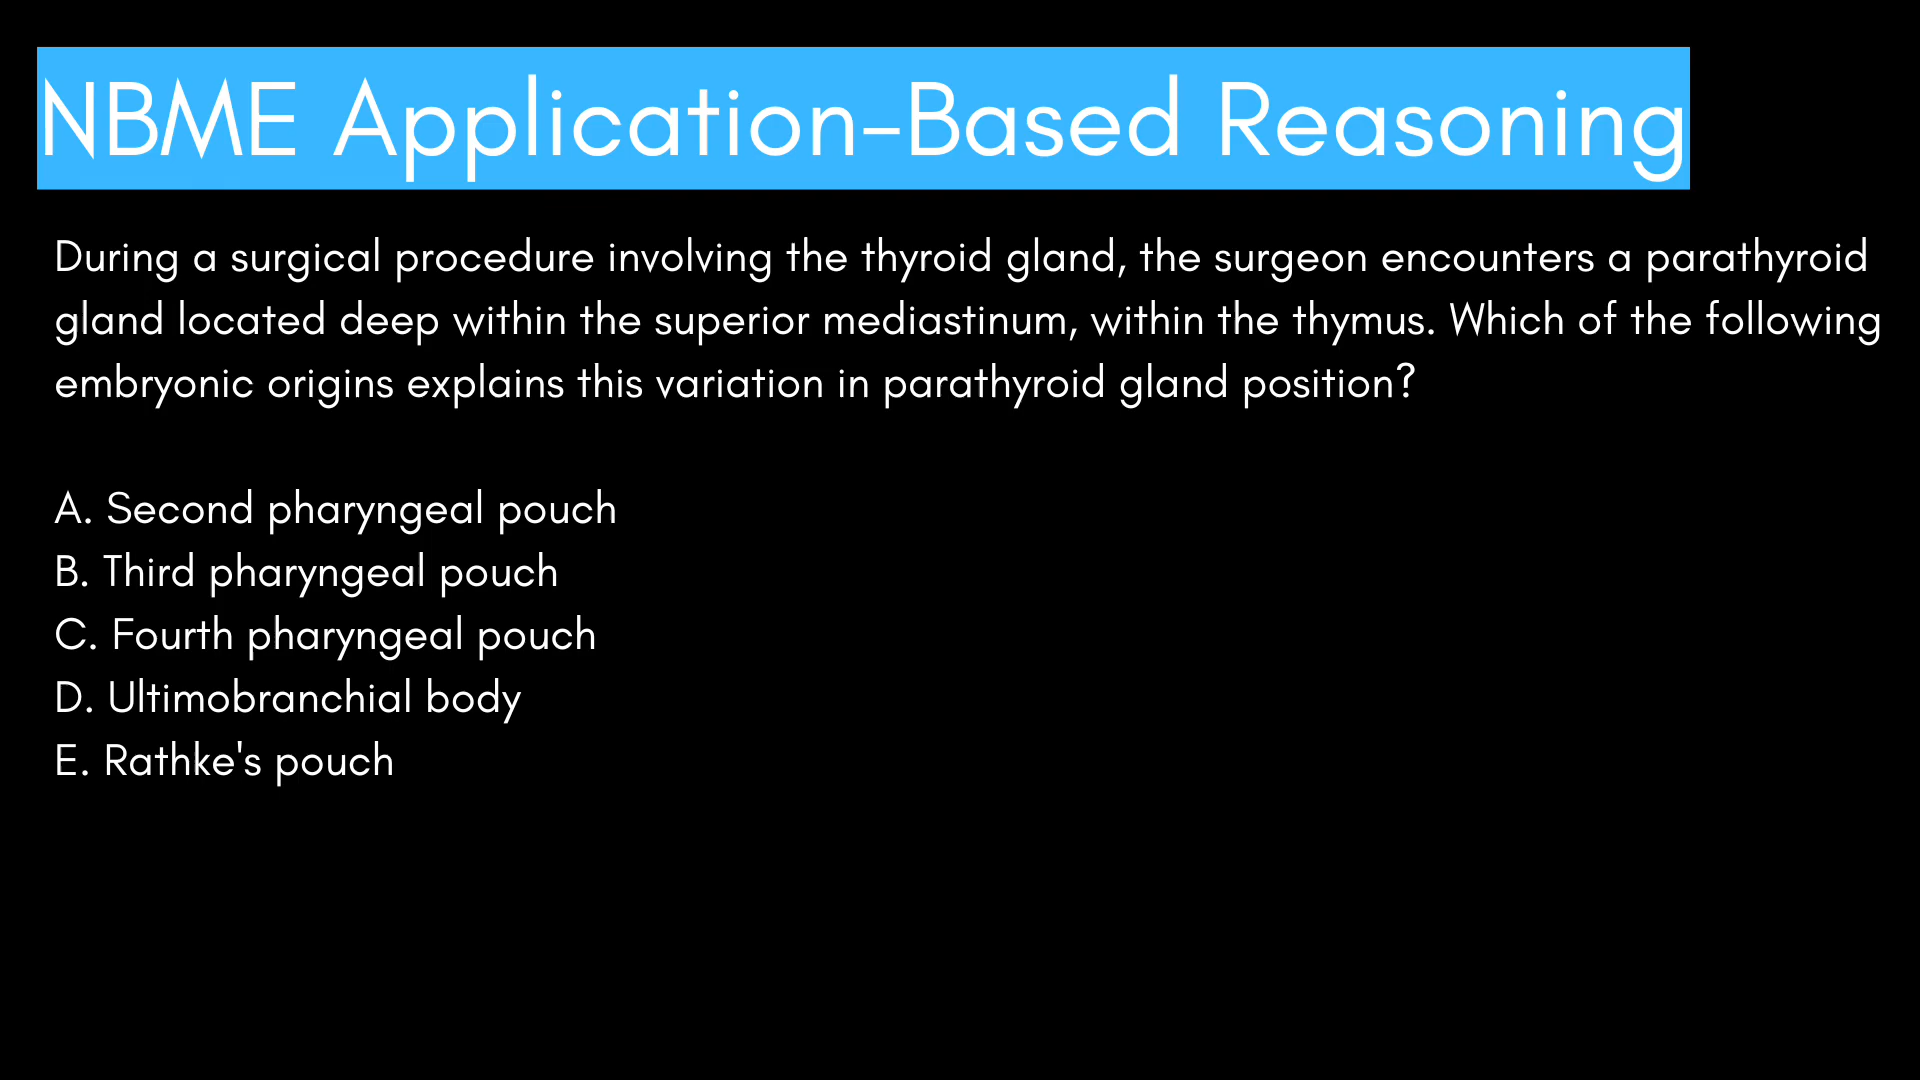 NBME Application-Based Reasoning
During a surgical procedure involving the thyroid gland, the surgeon encounters a parathyroid
gland located deep within the superior mediastinum, within the thymus. Which of the following
embryonic origins explains this variation in parathyroid gland position?
A. Second pharyngeal pouch
B. Third pharyngeal pouch
C. Fourth pharyngeal pouch
D. Ultimobranchial body
E. Rathke's pouch